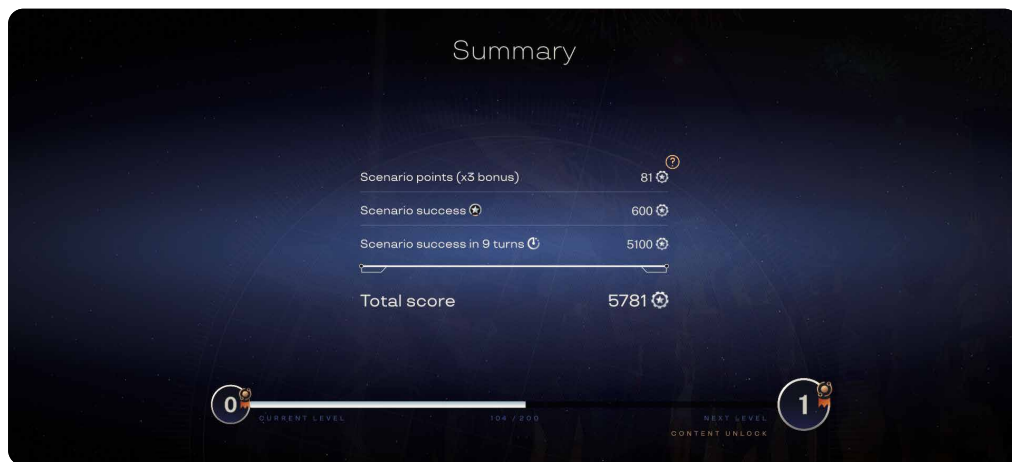 Summary
?
Scenario points (x3 bonus) 81
Scenario success 600
Scenario success in 9 turns 5100
Total score 5781
0
CURRENT LEVEL 104 / 200 NEXT LEVEL
1
CONTENT UNLOCK